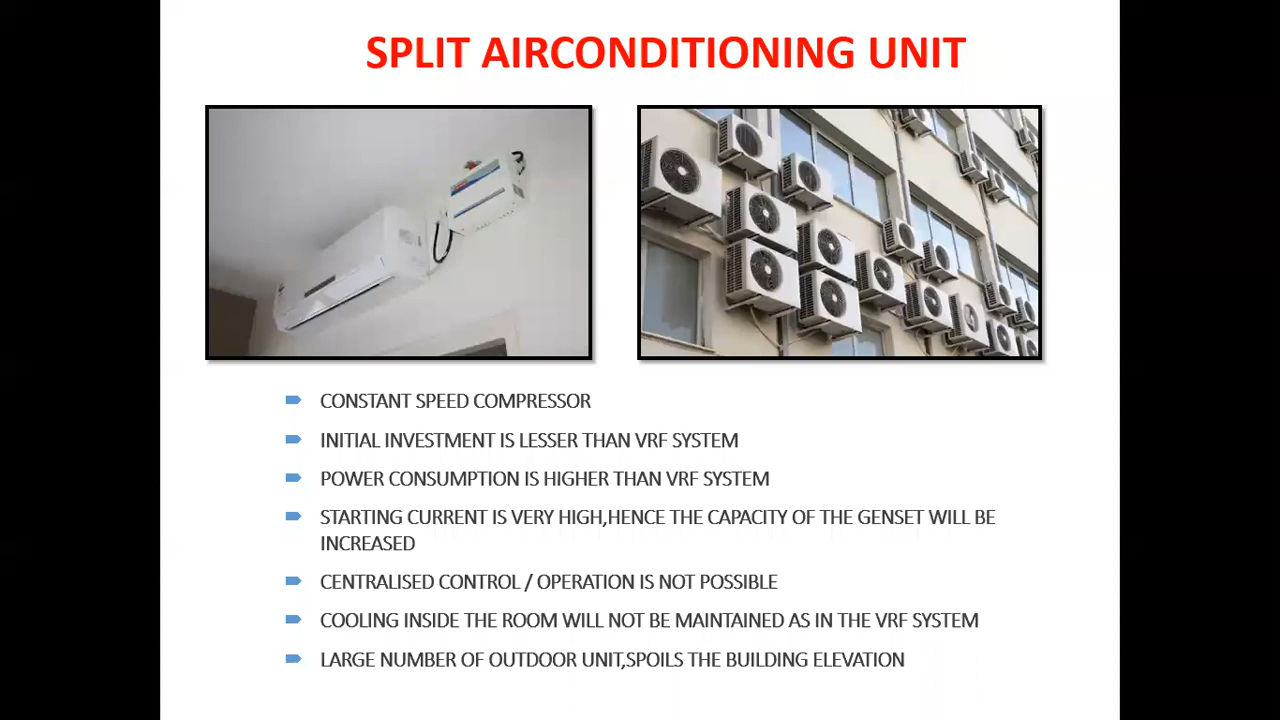 SPLIT AIRCONDITIONING UNIT
CONSTANT SPEED COMPRESSOR
INITIAL INVESTMENT IS LESSER THAN VRF SYSTEM
POWER CONSUMPTION IS HIGHER THAN VRF SYSTEM
STARTING CURRENT IS VERY HIGH,HENCE THE CAPACITY OF THE GENSET WILL BE
INCREASED
CENTRALISED CONTROL / OPERATION IS NOT POSSIBLE
COOLING INSIDE THE ROOM WILL NOT BE MAINTAINED AS IN THE VRF SYSTEM
LARGE NUMBER OF OUTDOOR UNIT,SPOILS THE BUILDING ELEVATION